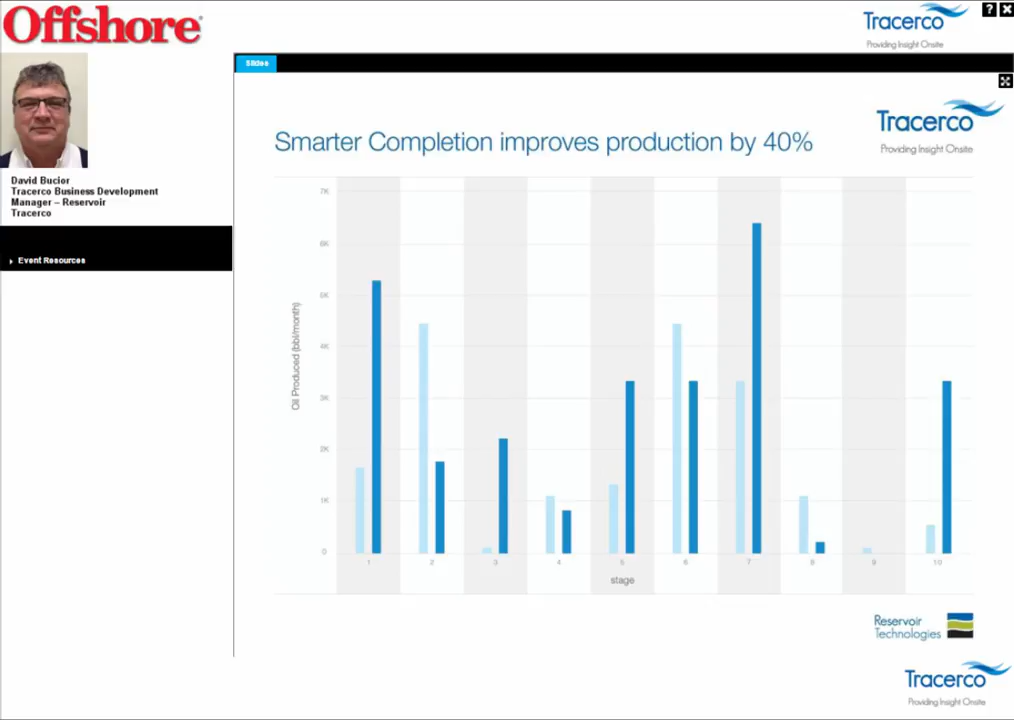 Offshore
Tracerco
Providing Insight Onsite
? X
David Bucior
Tracerco Business Development
Manager – Reservoir
Tracerco
Event Resources
Slides
Tracerco
Providing Insight Onsite
Smarter Completion improves production by 40%
Oil Produced (bbl/month)
7K
6K
5K
4K
3K
2K
1K
0
1 2 3 4 5 6 7 8 9 10
stage
Reservoir
Technologies
Tracerco
Providing Insight Onsite